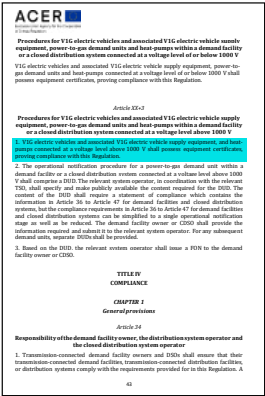 ACER
European Union Agency for the Cooperation
of Energy Regulators
Procedures for V1G electric vehicles and associated V1G electric vehicle supply
equipment, power-to-gas demand units and heat-pumps within a demand facility
or a closed distribution system connected at a voltage level of or below 1000 V
V1G electric vehicles and associated V1G electric vehicle supply equipment, power-to-
gas demand units and heat-pumps connected at a voltage level of or below 1000 V shall
possess equipment certificates, proving compliance with this Regulation.
Article XX+3
Procedures for V1G electric vehicles and associated V1G electric vehicle supply
equipment, power-to-gas demand units and heat-pumps within a demand facility
or a closed distribution system connected at a voltage level above 1000 V
1. V1G electric vehicles and associated V1G electric vehicle supply equipment, and heat-
pumps connected at a voltage level above 1000 V shall possess equipment certificates,
proving compliance with this Regulation.
2. The operational notification procedure for a power-to-gas demand unit within a
demand facility or a closed distribution system connected at a voltage level above 1000
V shall comprise a DUD. The relevant system operator, in coordination with the relevant
TSO, shall specify and make publicly available the content required for the DUD. The
content of the DUD shall require a statement of compliance which contains the
information in Article 36 to Article 47 for demand facilities and closed distribution
systems, but the compliance requirements in Article 36 to Article 47 for demand facilities
and closed distribution systems can be simplified to a single operational notification
stage as well as be reduced. The demand facility owner or CDSO shall provide the
information required and submit it to the relevant system operator. For any subsequent
demand units, separate DUDs shall be provided.
3. Based on the DUD, the relevant system operator shall issue a FON to the demand
facility owner or CDSO.
TITLE IV
COMPLIANCE
CHAPTER 1
General provisions
Article 34
Responsibility of the demand facility owner, the distribution system operator and
the closed distribution system operator
1. Transmission-connected demand facility owners and DSOs shall ensure that their
transmission-connected demand facilities, transmission-connected distribution facilities,
or distribution systems comply with the requirements provided for in this Regulation. A
43